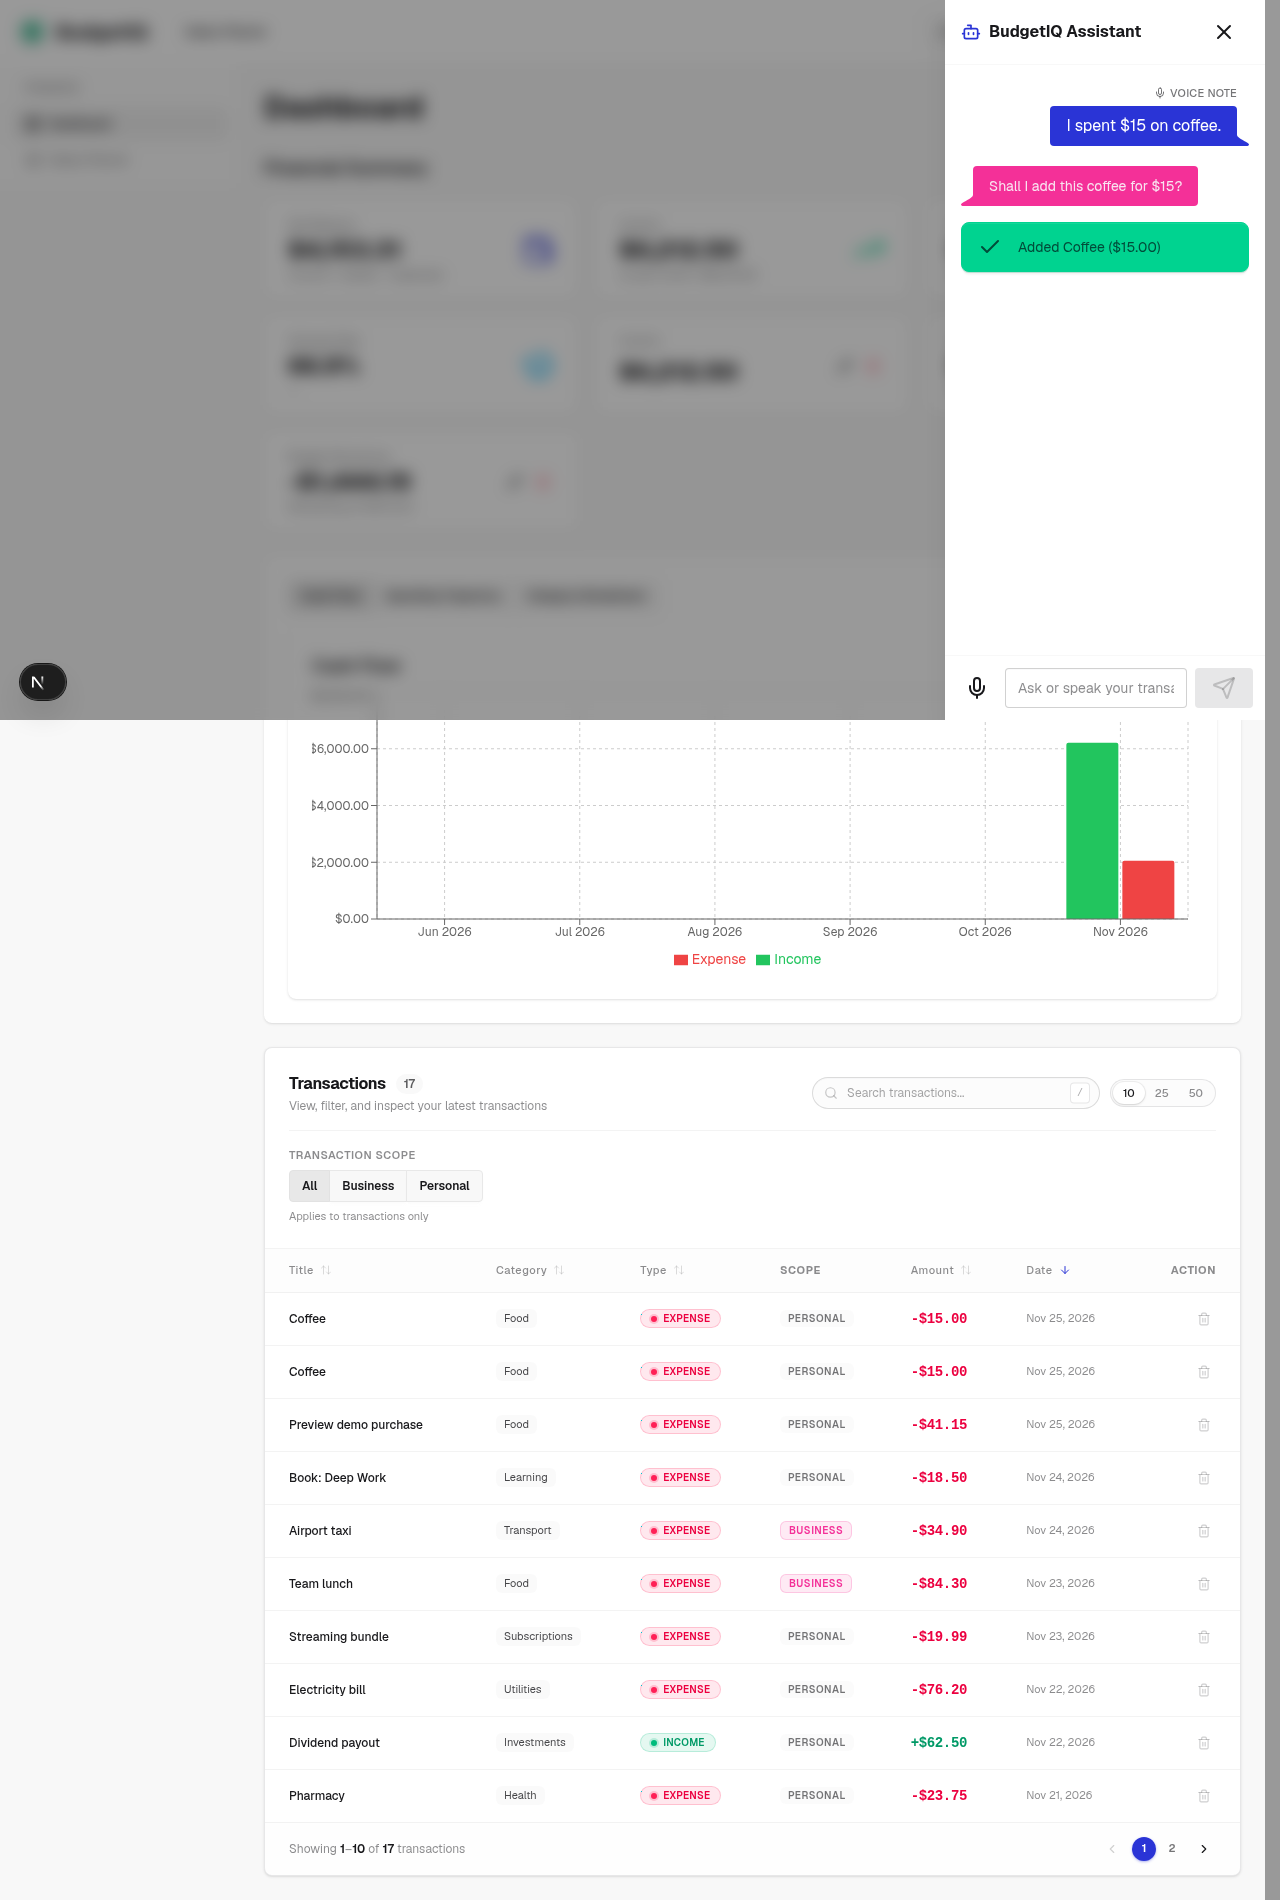 BudgetIQ Assistant
VOICE NOTE
I spent $15 on coffee.
Shall I add this coffee for $15?
Added Coffee ($15.00)
Ask or speak your transa
Dashboard
Financial Summary
N
$6,000.00
$4,000.00
$2,000.00
$0.00
Jun 2026 Jul 2026 Aug 2026 Sep 2026 Oct 2026 Nov 2026
Expense Income
Transactions 17
View, filter, and inspect your latest transactions
Search transactions... /
10 25 50
TRANSACTION SCOPE
All Business Personal
Applies to transactions only
Title Category Type SCOPE Amount Date ACTION
Coffee Food EXPENSE PERSONAL -$15.00 Nov 25, 2026
Coffee Food EXPENSE PERSONAL -$15.00 Nov 25, 2026
Preview demo purchase Food EXPENSE PERSONAL -$41.15 Nov 25, 2026
Book: Deep Work Learning EXPENSE PERSONAL -$18.50 Nov 24, 2026
Airport taxi Transport EXPENSE BUSINESS -$34.90 Nov 24, 2026
Team lunch Food EXPENSE BUSINESS -$84.30 Nov 23, 2026
Streaming bundle Subscriptions EXPENSE PERSONAL -$19.99 Nov 23, 2026
Electricity bill Utilities EXPENSE PERSONAL -$76.20 Nov 22, 2026
Dividend payout Investments INCOME PERSONAL +$62.50 Nov 22, 2026
Pharmacy Health EXPENSE PERSONAL -$23.75 Nov 21, 2026
Showing 1–10 of 17 transactions
1 2